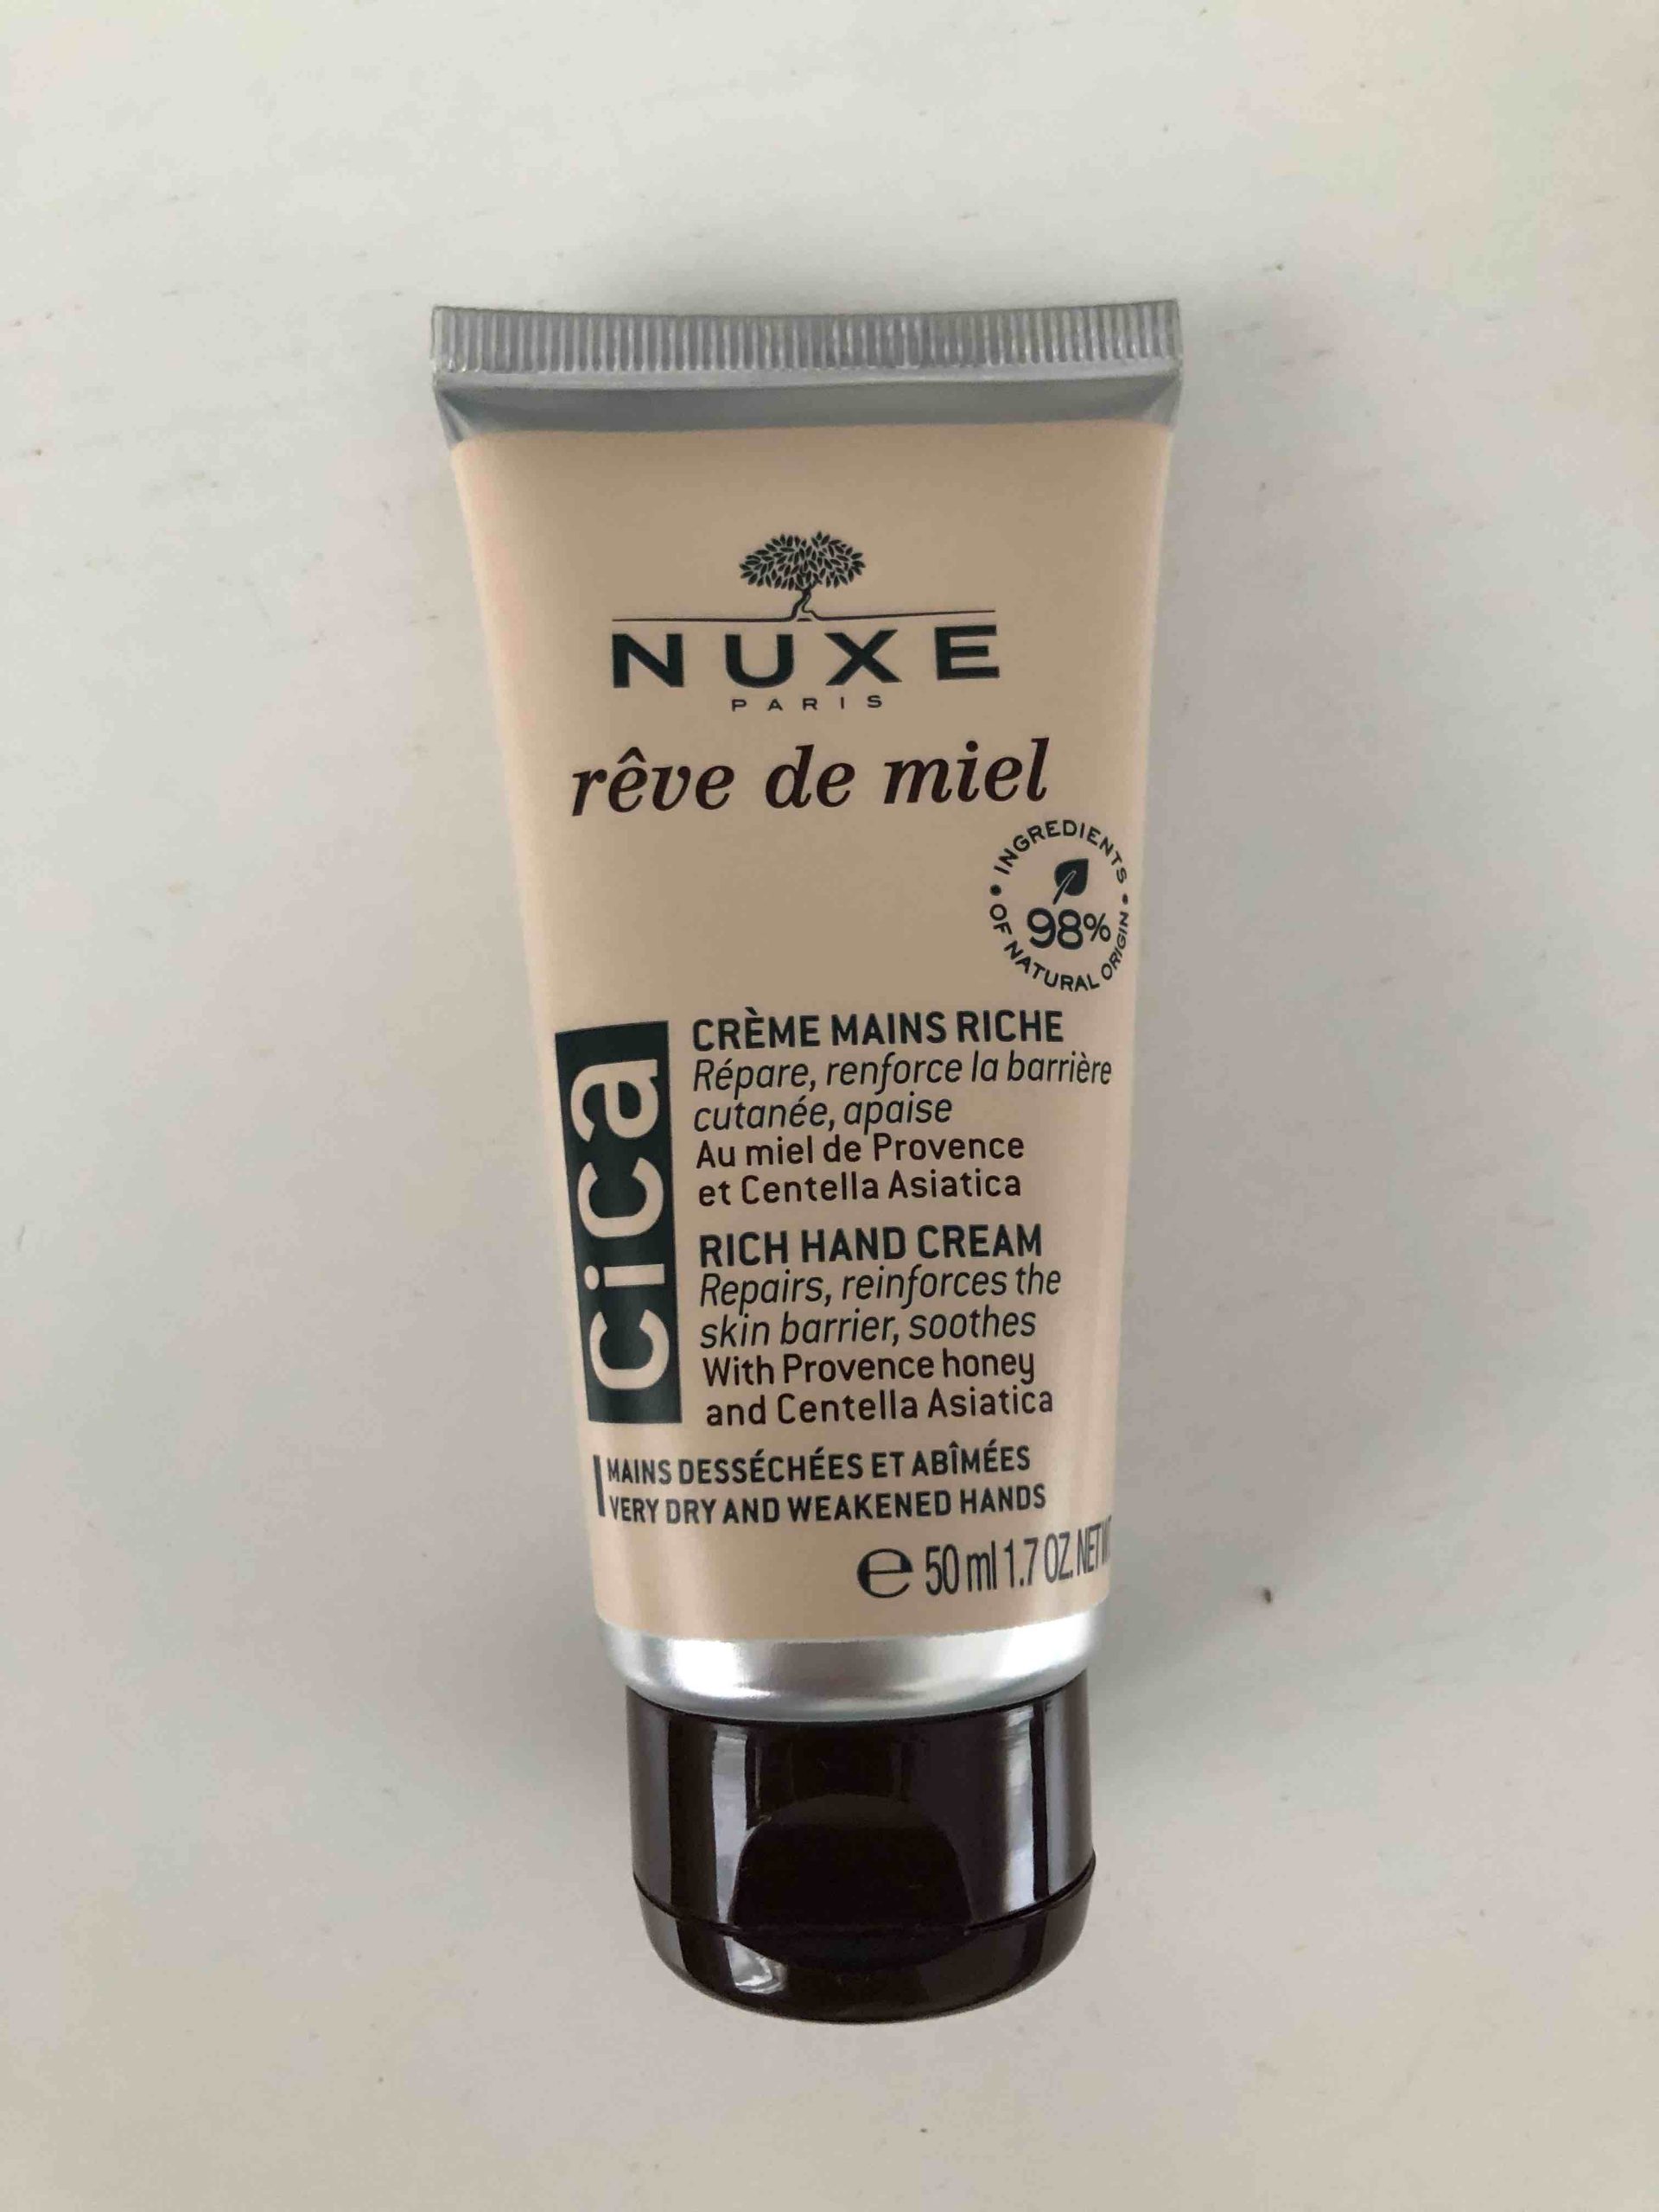 NUXE
PARIS
rêve de miel
• INGREDIENTS •
OF NATURAL ORIGIN
98%
cica
CRÈME MAINS RICHE
Répare, renforce la barrière
cutanée, apaise
Au miel de Provence
et Centella Asiatica
RICH HAND CREAM
Repairs, reinforces the
skin barrier, soothes
With Provence honey
and Centella Asiatica
MAINS DESSÉCHÉES ET ABÎMÉES
VERY DRY AND WEAKENED HANDS
e 50 ml 1.7 OZ. NET